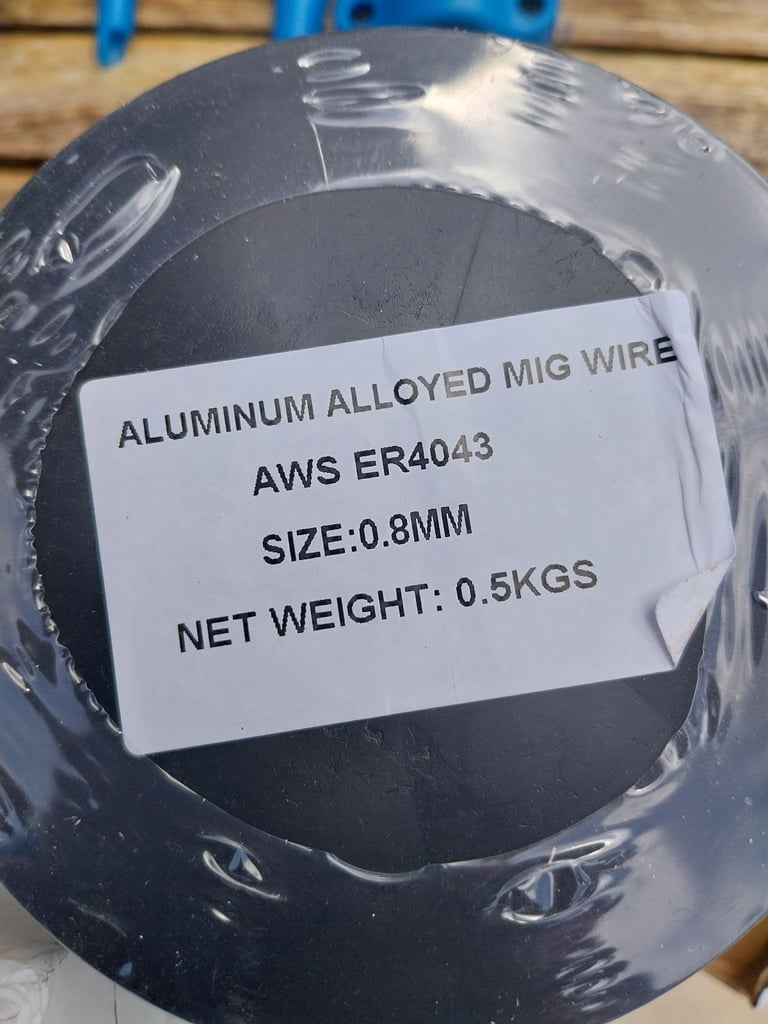 ALUMINUM ALLOYED MIG WIRE
AWS ER4043
SIZE:0.8MM
NET WEIGHT: 0.5KGS